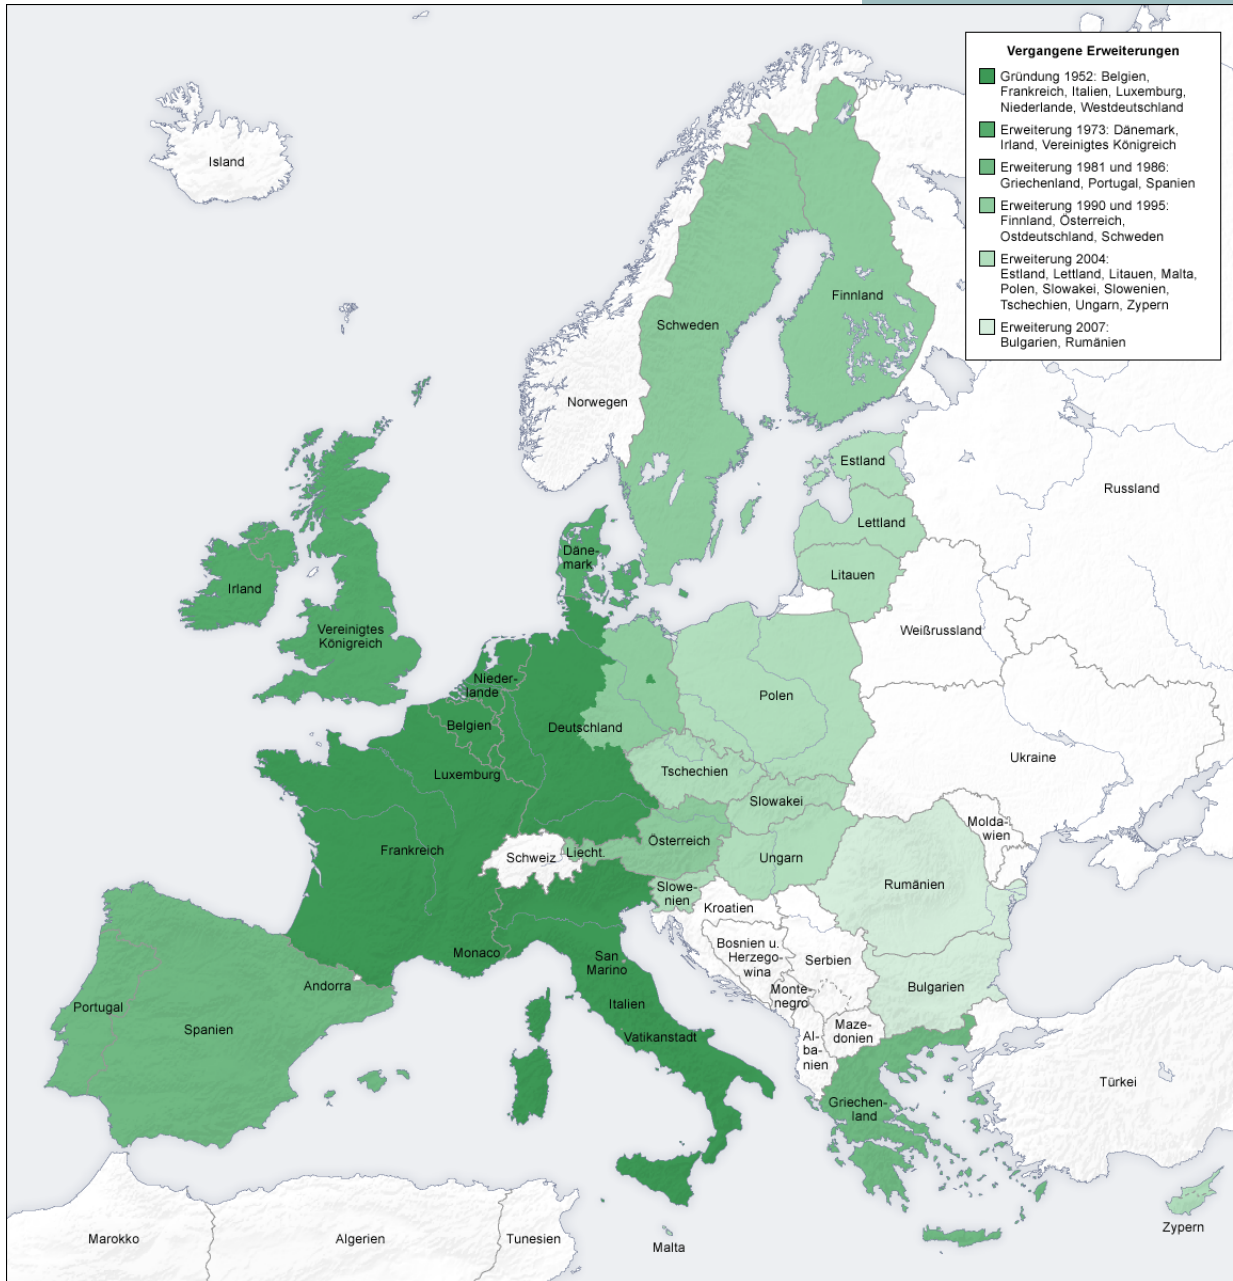 Vergangene Erweiterungen
Gründung 1952: Belgien,
Frankreich, Italien, Luxemburg,
Niederlande, Westdeutschland
Erweiterung 1973: Dänemark,
Irland, Vereinigtes Königreich
Erweiterung 1981 und 1986:
Griechenland, Portugal, Spanien
Erweiterung 1990 und 1995:
Finnland, Österreich,
Ostdeutschland, Schweden
Erweiterung 2004:
Estland, Lettland, Litauen, Malta,
Polen, Slowakei, Slowenien,
Tschechien, Ungarn, Zypern
Erweiterung 2007:
Bulgarien, Rumänien
Island
Finnland
Schweden
Norwegen
Estland
Russland
Lettland
Däne-
mark
Litauen
Irland
Vereinigtes
Königreich
Weißrussland
Nieder-
lande
Polen
Belgien
Deutschland
Ukraine
Luxemburg
Tschechien
Slowakei
Moldа-
wien
Österreich
Frankreich
Schweiz
Liecht.
Ungarn
Rumänien
Slowe-
nien
Kroatien
Bosnien u.
Herzego-
wina
Monaco
San
Marino
Serbien
Andorra
Bulgarien
Monte-
negro
Portugal
Italien
Spanien
Vatikanstadt
Maze-
donien
Al-
ba-
nien
Türkei
Griechen-
land
Zypern
Marokko
Algerien
Tunesien
Malta